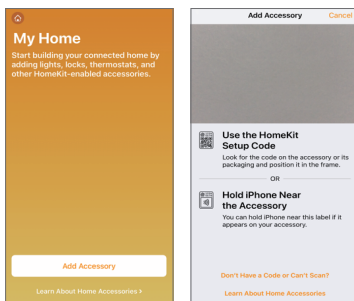 My Home
Start building your connected home by
adding lights, locks, thermostats, and
other HomeKit-enabled accessories.
Add Accessory
Learn About Home Accessories >
Add Accessory
Cancel
Use the HomeKit
Setup Code
Look for the code on the accessory or its
packaging and position it in the frame.
OR
Hold iPhone Near
the Accessory
You can hold iPhone near this label if it
appears on your accessory.
Don't Have a Code or Can't Scan?
Learn About Home Accessories